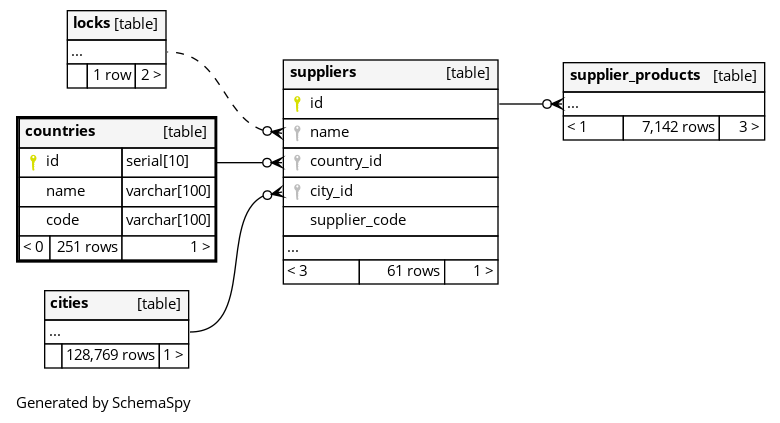 locks [table]
...
1 row 2 >
countries [table]
id serial[10]
name varchar[100]
code varchar[100]
< 0 251 rows 1 >
cities [table]
...
128,769 rows 1 >
suppliers [table]
id
name
country_id
city_id
supplier_code
...
< 3 61 rows 1 >
supplier_products [table]
...
< 1 7,142 rows 3 >
Generated by SchemaSpy